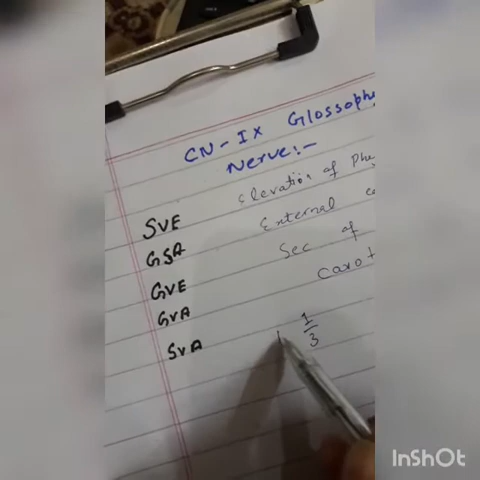 CN-IX Glossoph
Nerve:-
SVE Elevation of Pha
GSA External
GVE Sec of
GVA Carot
SVA 1/3
InShOt